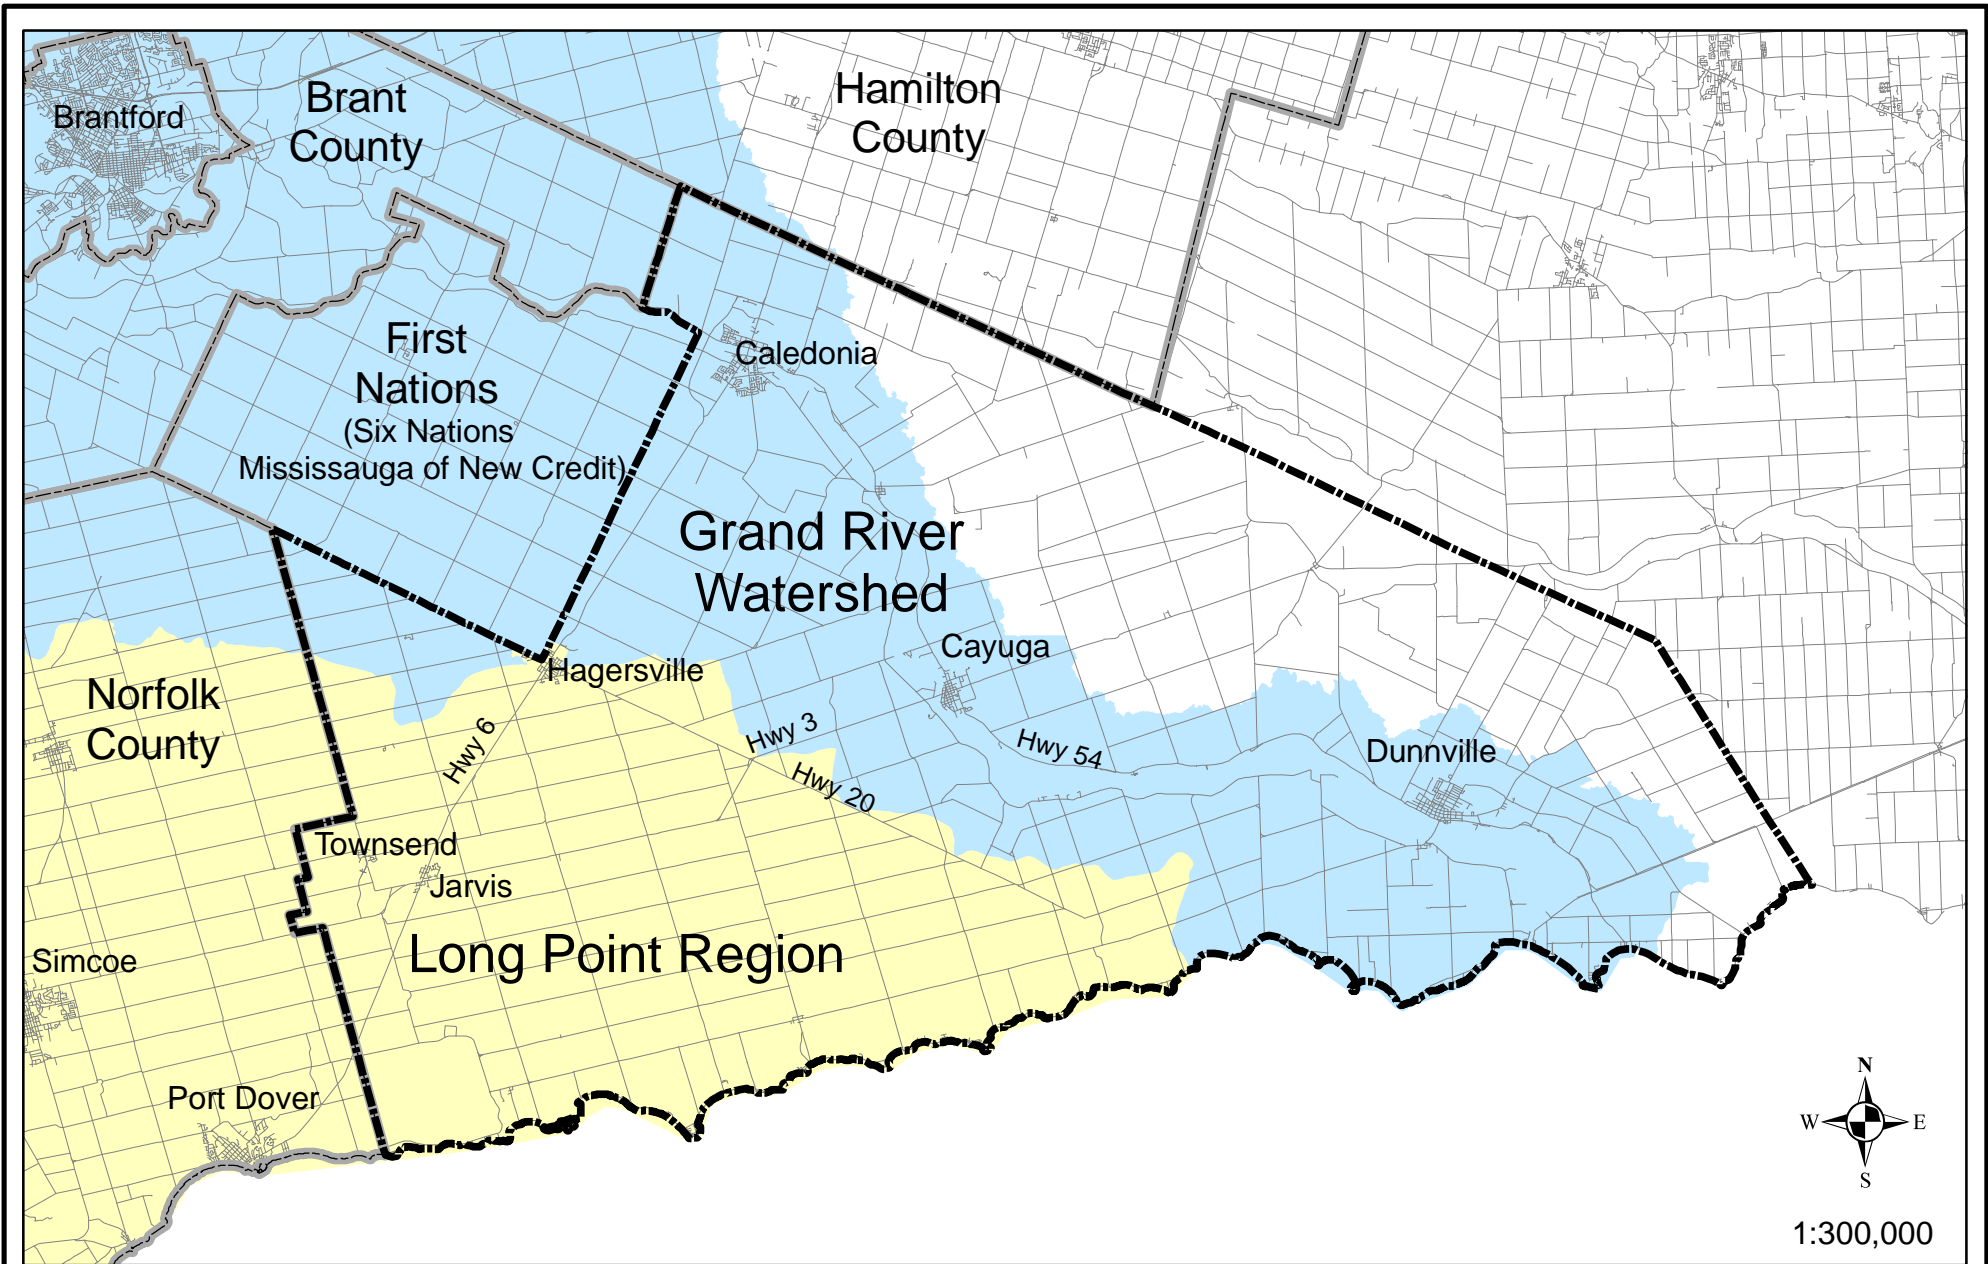 Brantford
Brant
County
Hamilton
County
First
Nations
(Six Nations
Mississauga of New Credit)
Caledonia
Grand River
Watershed
Cayuga
Hagersville
Norfolk
County
Hwy 6
Hwy 3
Hwy 54
Hwy 20
Dunnville
Townsend
Jarvis
Long Point Region
Simcoe
Port Dover
N
W
E
S
1:300,000